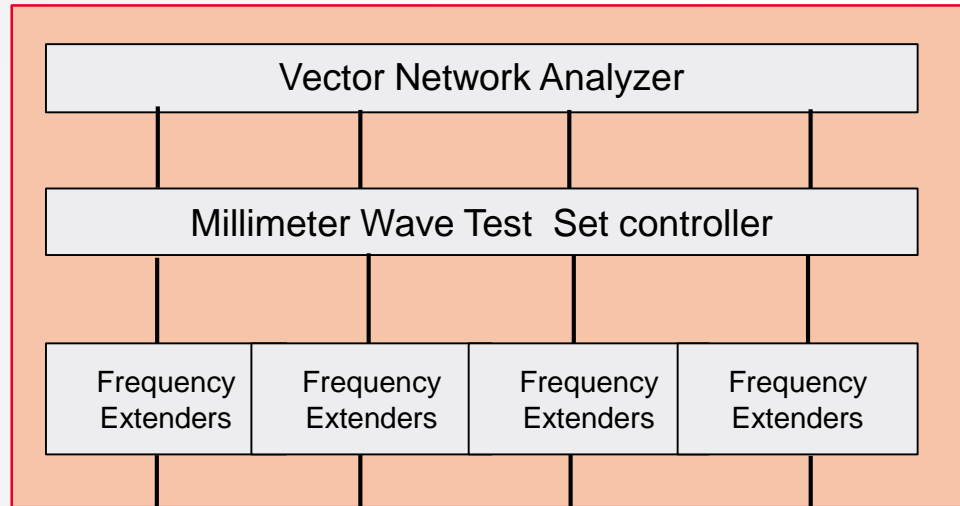 Vector Network Analyzer
Millimeter Wave Test  Set controller
Frequency
Extenders
Frequency
Extenders
Frequency
Extenders
Frequency
Extenders